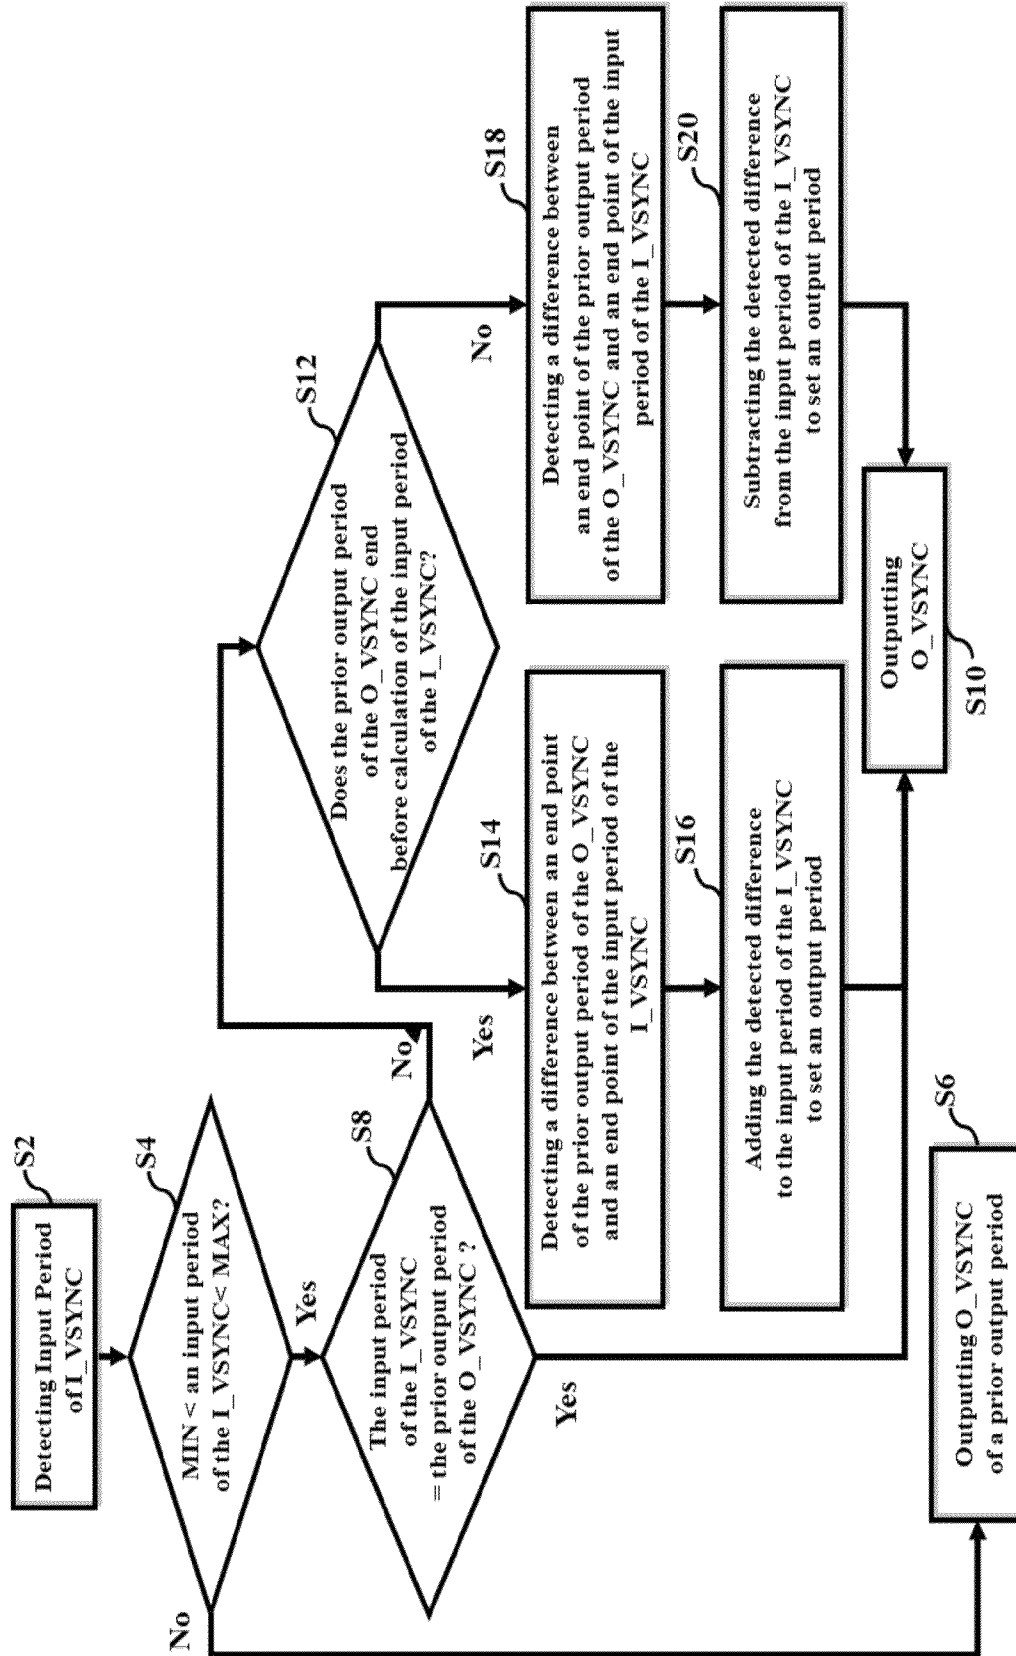 Detecting Input Period
of I_VSYNC
S2
MIN < an input period
of the I_VSYNC< MAX?
S4
No
Yes
The input period
of the I_VSYNC
= the prior output period
of the O_VSYNC ?
S8
No
Yes
Does the prior output period
of the O_VSYNC end
before calculation of the input period
of the I_VSYNC?
S12
Yes
No
Detecting a difference between an end point
of the prior output period of the O_VSYNC
and an end point of the input period of the
I_VSYNC
S14
Adding the detected difference
to the input period of the I_VSYNC
to set an output period
S16
Detecting a difference between
an end point of the prior output period
of the O_VSYNC and an end point of the input
period of the I_VSYNC
S18
Subtracting the detected difference
from the input period of the I_VSYNC
to set an output period
S20
Outputting
O_VSYNC
S10
Outputting O_VSYNC
of a prior output period
S6